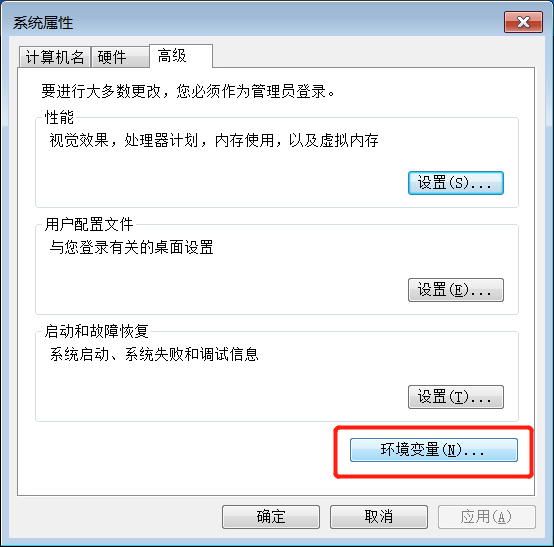 系统属性
计算机名 硬件 高级
要进行大多数更改，您必须作为管理员登录。
性能
视觉效果，处理器计划，内存使用，以及虚拟内存
设置(S)...
用户配置文件
与您登录有关的桌面设置
设置(E)...
启动和故障恢复
系统启动、系统失败和调试信息
设置(T)...
环境变量(N)...
确定 取消 应用(A)